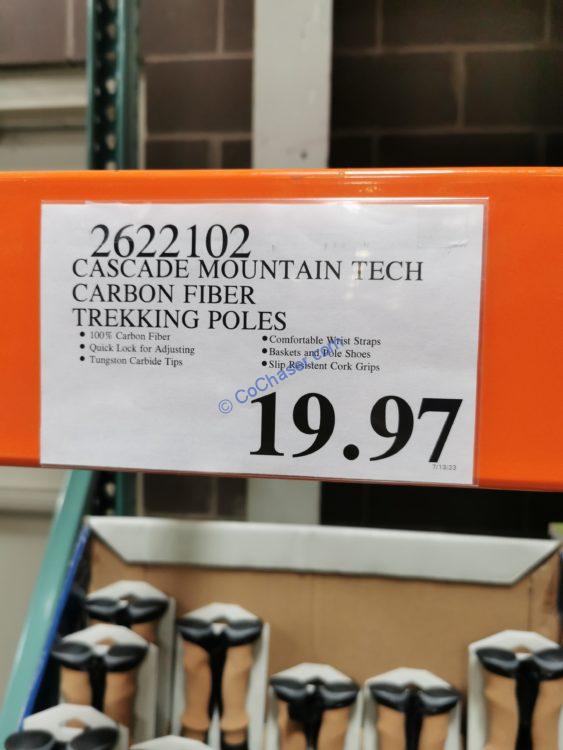 2622102
CASCADE MOUNTAIN TECH
CARBON FIBER
TREKKING POLES
• 100% Carbon Fiber
• Quick Lock for Adjusting
• Tungston Carbide Tips
• Comfortable Wrist Straps
• Baskets and Pole Shoes
• Slip Resistent Cork Grips
© CoChaser.com
19.97
7/13/23